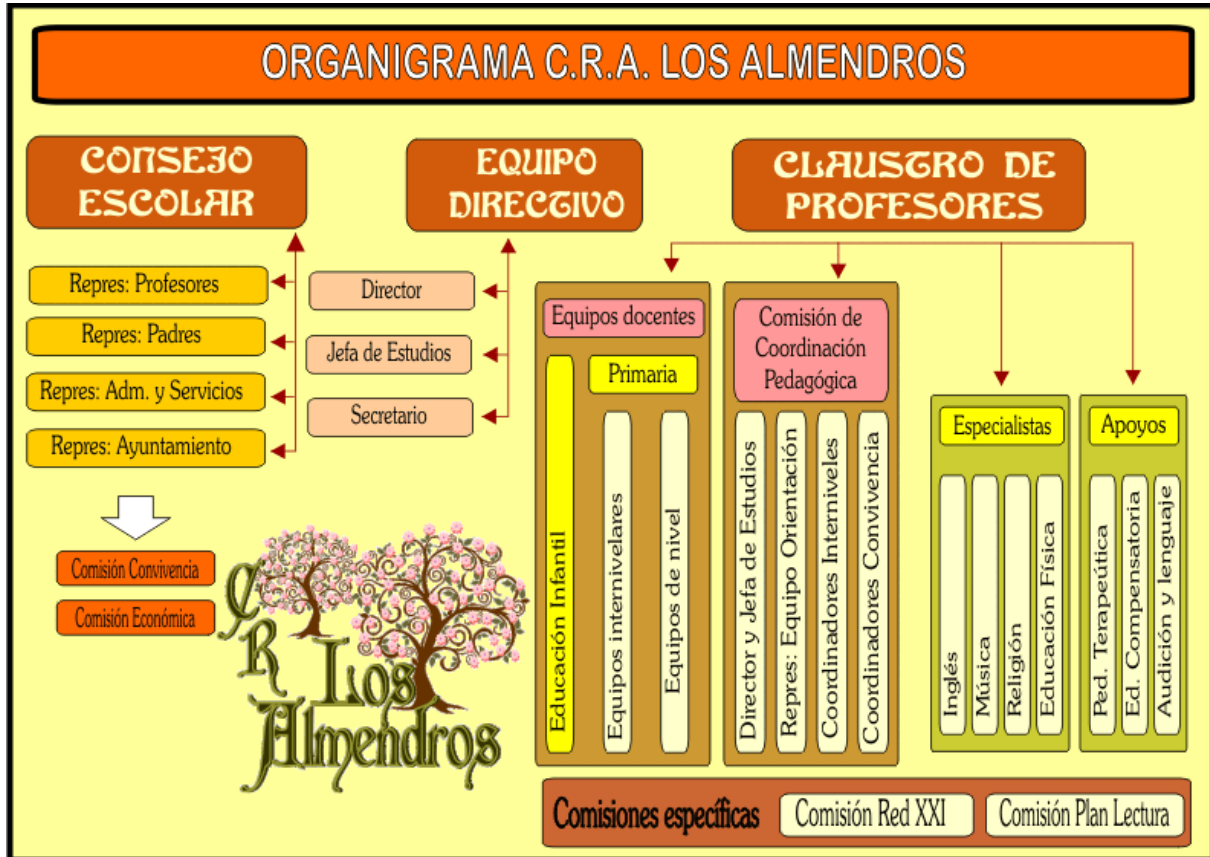 ORGANIGRAMA C.R.A. LOS ALMENDROS
CONSEJO
ESCOLAR
Repres: Profesores
Repres: Padres
Repres: Adm. y Servicios
Repres: Ayuntamiento
Comisión Convivencia
Comisión Económica
EQUIPO
DIRECTIVO
Director
Jefa de Estudios
Secretario
CLAUSTRO DE
PROFESORES
Equipos docentes
Educación Infantil
Primaria
Equipos internivelares
Equipos de nivel
Comisión de
Coordinación
Pedagógica
Director y Jefa de Estudios
Repres: Equipo Orientación
Coordinadores Interniveles
Coordinadores Convivencia
Especialistas
Inglés
Música
Religión
Educación Física
Apoyos
Ped. Terapeútica
Ed. Compensatoria
Audición y lenguaje
C
R
Los
Almendros
Comisiones específicas
Comisión Red XXI
Comisión Plan Lectura